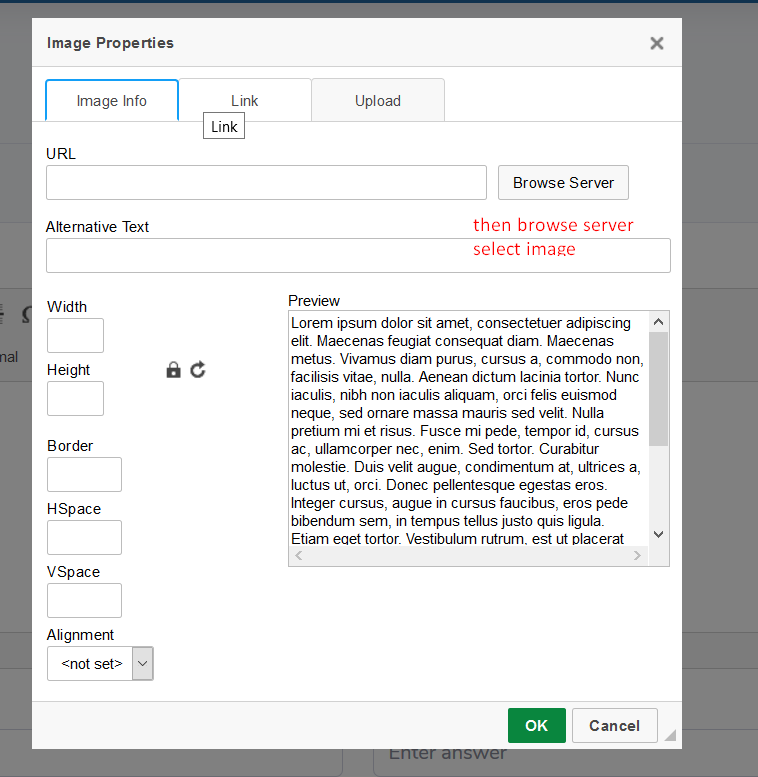 Image Properties
Image Info
Link
Upload
Link
URL
Browse Server
Alternative Text
then browse server
select image
Width
Height
Border
HSpace
VSpace
Alignment
<not set>
Preview
Lorem ipsum dolor sit amet, consectetuer adipiscing
elit. Maecenas feugiat consequat diam. Maecenas
metus. Vivamus diam purus, cursus a, commodo non,
facilisis vitae, nulla. Aenean dictum lacinia tortor. Nunc
iaculis, nibh non iaculis aliquam, orci felis euismod
neque, sed ornare massa mauris sed velit. Nulla
pretium mi et risus. Fusce mi pede, tempor id, cursus
ac, ullamcorper nec, enim. Sed tortor. Curabitur
molestie. Duis velit augue, condimentum at, ultrices a,
luctus ut, orci. Donec pellentesque egestas eros.
Integer cursus, augue in cursus faucibus, eros pede
bibendum sem, in tempus tellus justo quis ligula.
Etiam eget tortor. Vestibulum rutrum, est ut placerat
OK
Cancel
Enter answer